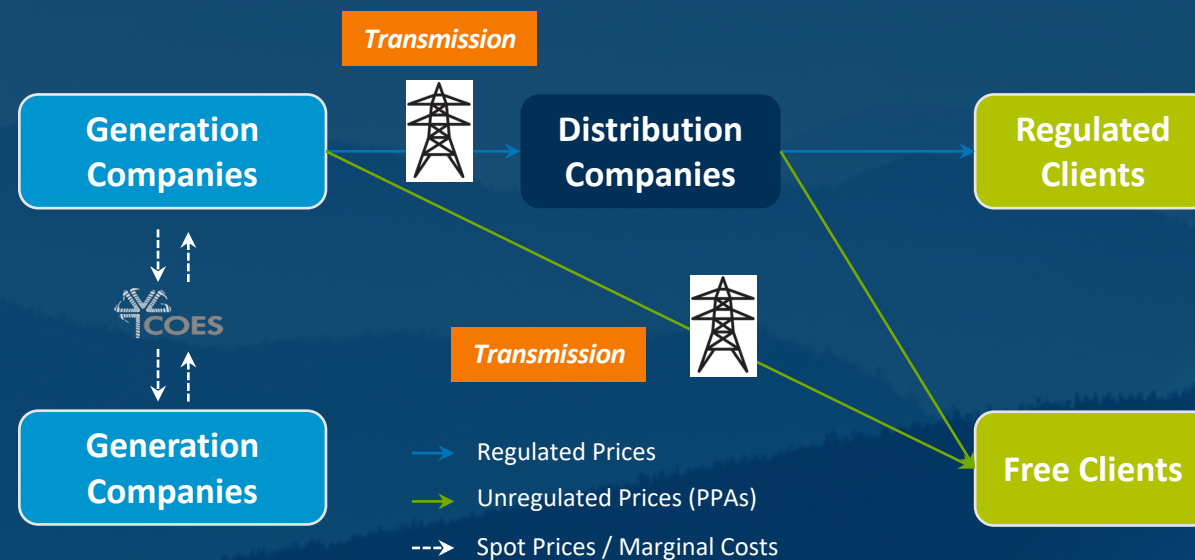 Transmission
Generation
Companies
Distribution
Companies
Regulated
Clients
COES
Transmission
Generation
Companies
Free Clients
Regulated Prices
Unregulated Prices (PPAs)
Spot Prices / Marginal Costs